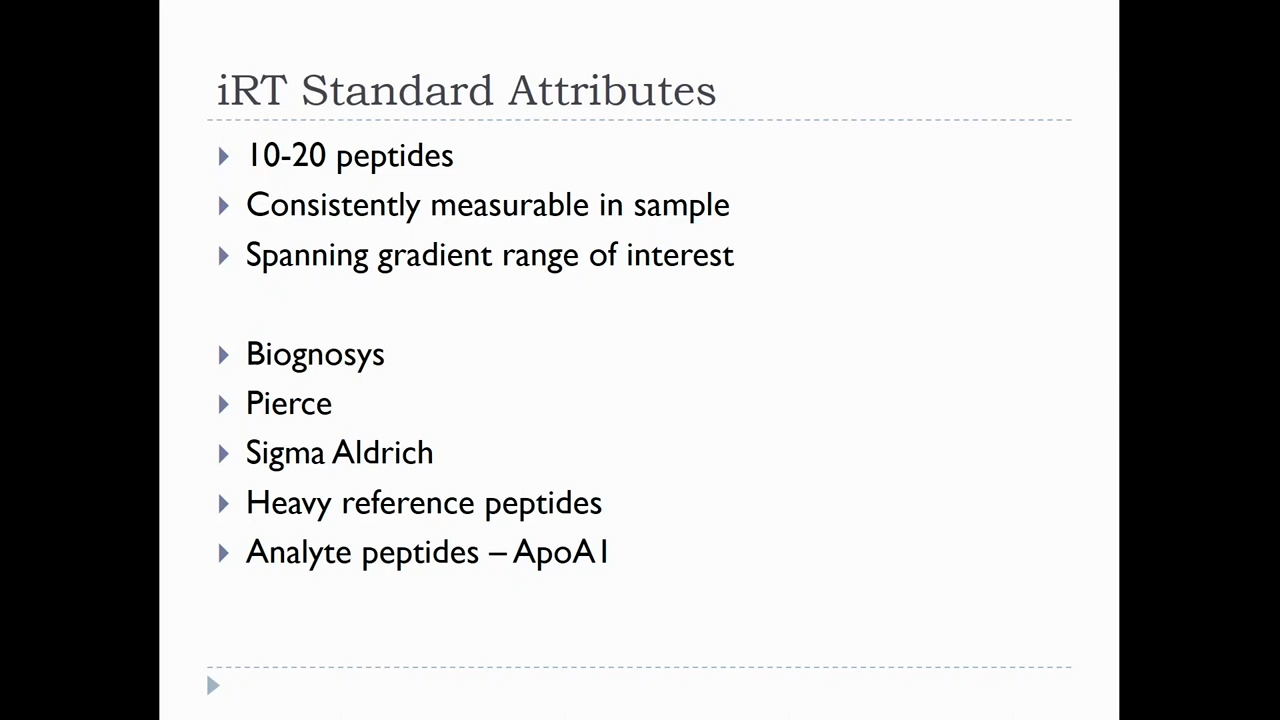 iRT Standard Attributes
10-20 peptides
Consistently measurable in sample
Spanning gradient range of interest
Biognosys
Pierce
Sigma Aldrich
Heavy reference peptides
Analyte peptides – ApoA1